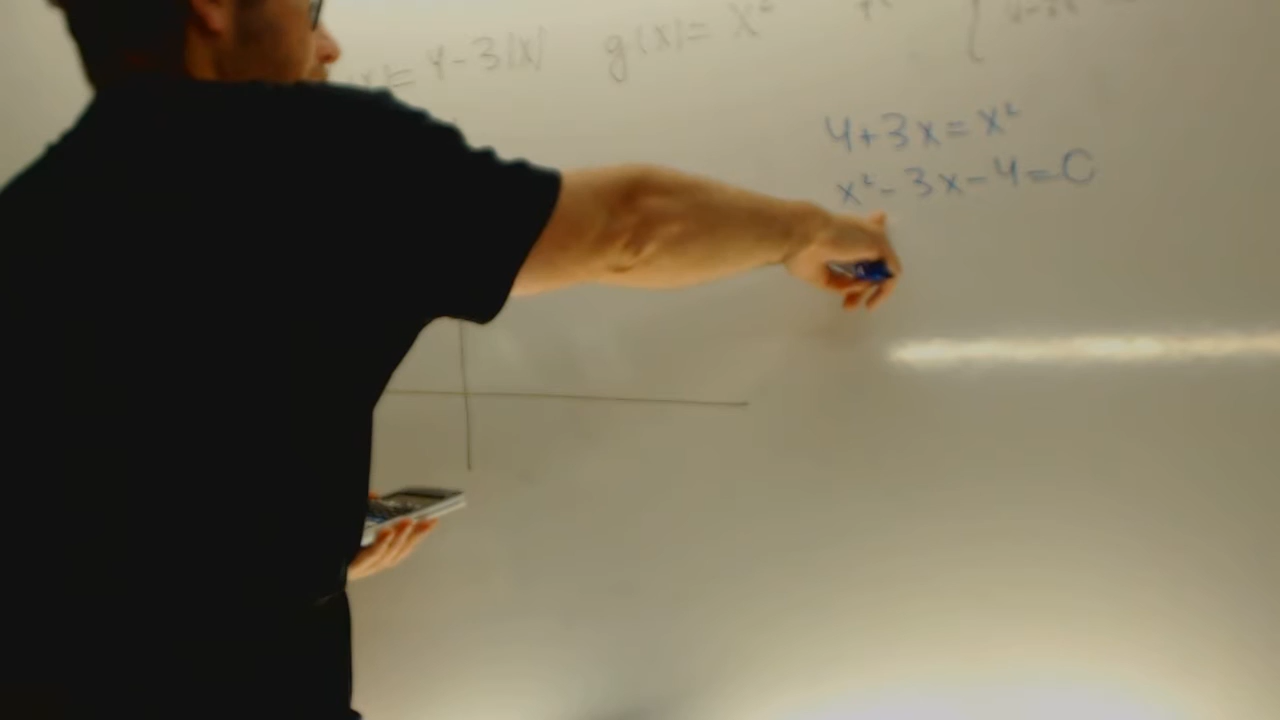 (x)= 4-3|x| g(x)= x²
4+3x=x²
x²-3x-4=0